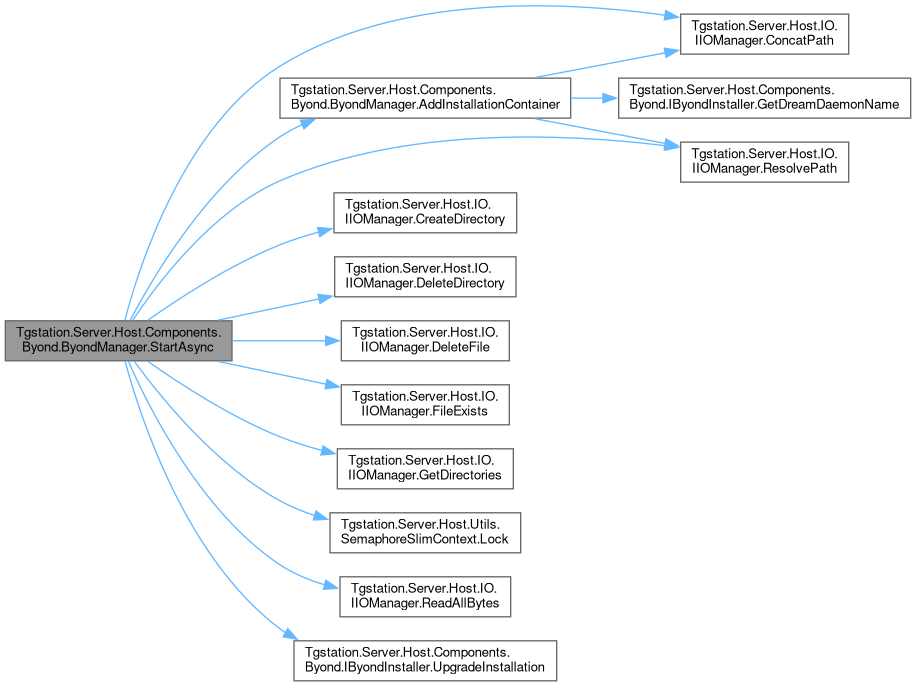 Tgstation.Server.Host.IO.
IIOManager.ConcatPath
Tgstation.Server.Host.Components.
Byond.ByondManager.AddInstallationContainer
Tgstation.Server.Host.Components.
Byond.IByondInstaller.GetDreamDaemonName
Tgstation.Server.Host.IO.
IIOManager.ResolvePath
Tgstation.Server.Host.IO.
IIOManager.CreateDirectory
Tgstation.Server.Host.IO.
IIOManager.DeleteDirectory
Tgstation.Server.Host.Components.
Byond.ByondManager.StartAsync
Tgstation.Server.Host.IO.
IIOManager.DeleteFile
Tgstation.Server.Host.IO.
IIOManager.FileExists
Tgstation.Server.Host.IO.
IIOManager.GetDirectories
Tgstation.Server.Host.Utils.
SemaphoreSlimContext.Lock
Tgstation.Server.Host.IO.
IIOManager.ReadAllBytes
Tgstation.Server.Host.Components.
Byond.IByondInstaller.UpgradeInstallation